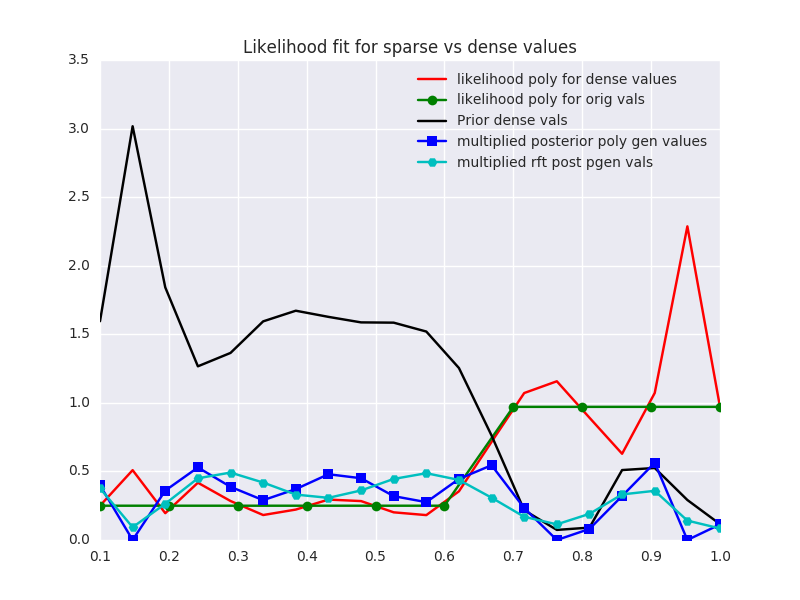 Likelihood fit for sparse vs dense values
3.5
3.0
2.5
2.0
1.5
1.0
0.5
0.0
likelihood poly for dense values
likelihood poly for orig vals
Prior dense vals
multiplied posterior poly gen values
multiplied rft post pgen vals
0.1 0.2 0.3 0.4 0.5 0.6 0.7 0.8 0.9 1.0